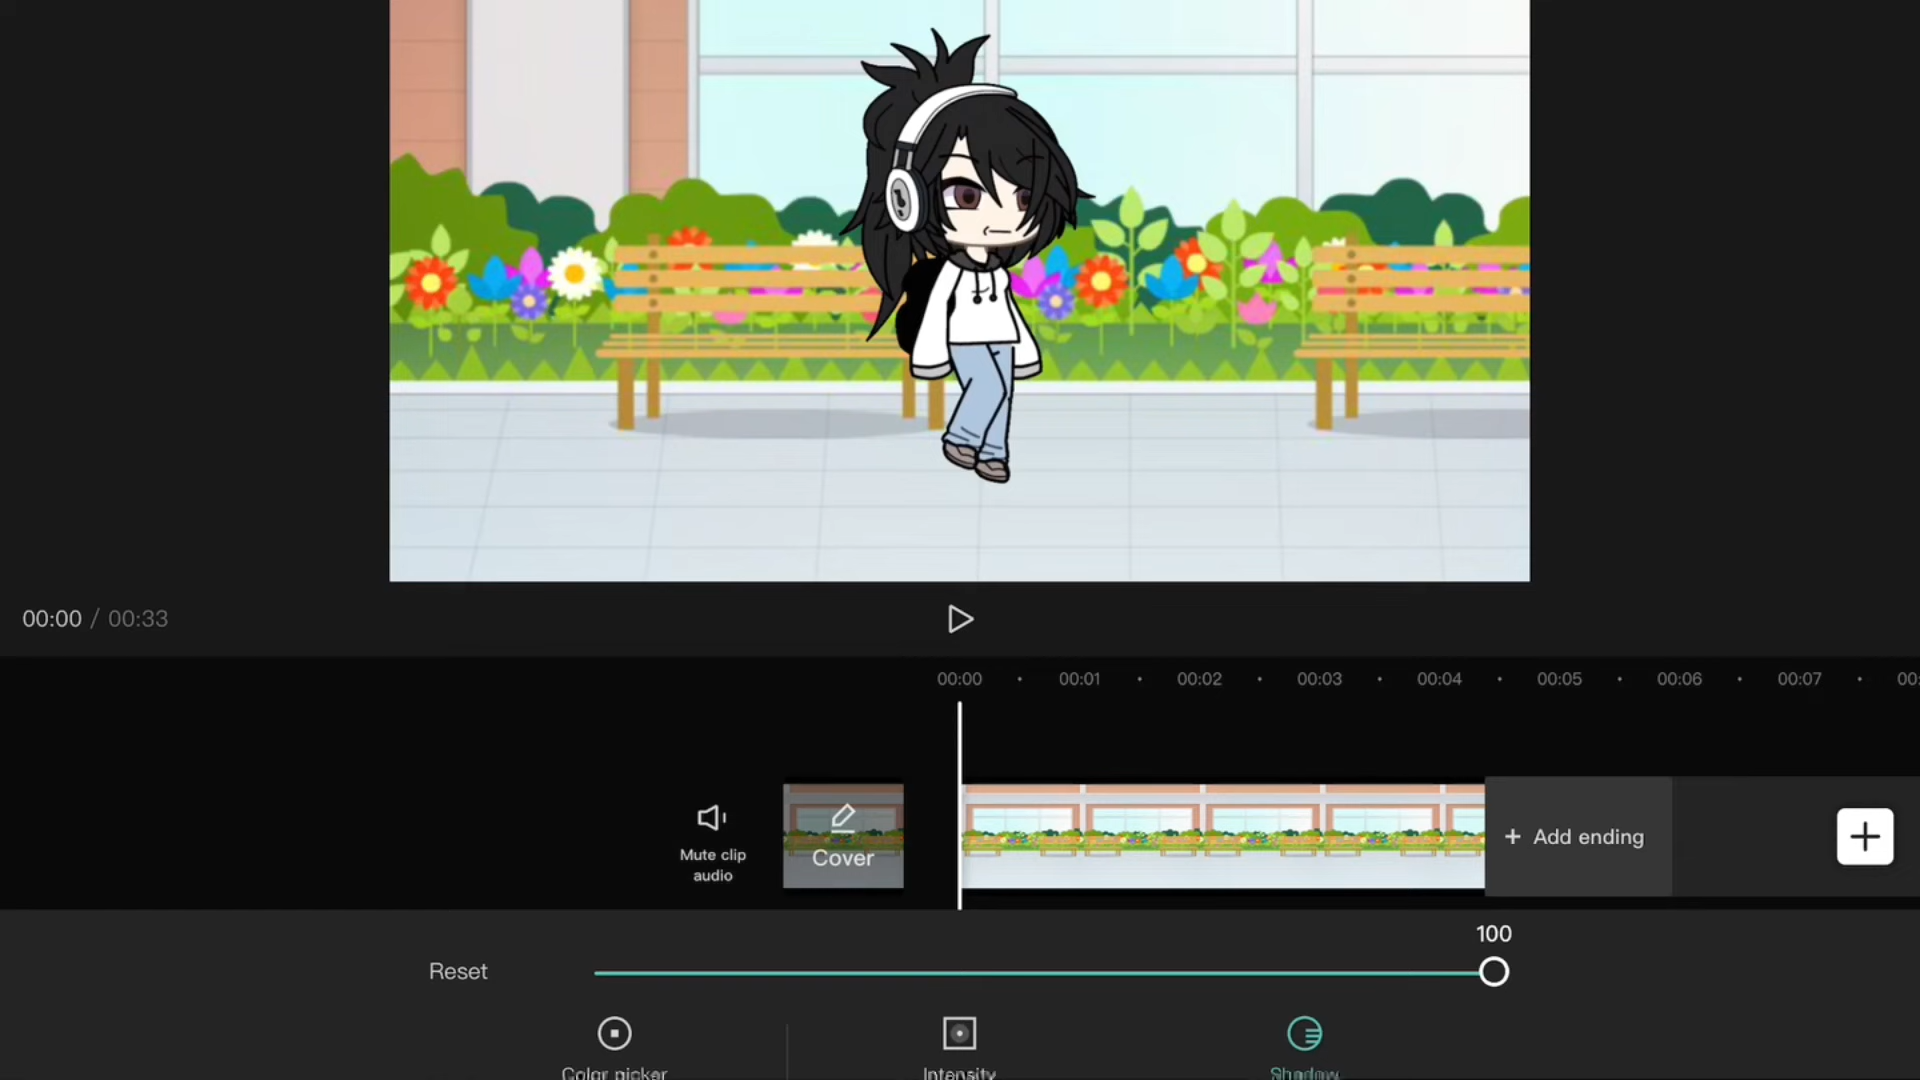 00:00 / 00:33
00:00 00:01 00:02 00:03 00:04 00:05 00:06 00:07 00:
Mute clip
audio
Cover
+ Add ending
100
Reset
Color picker
Intensity
Shadow